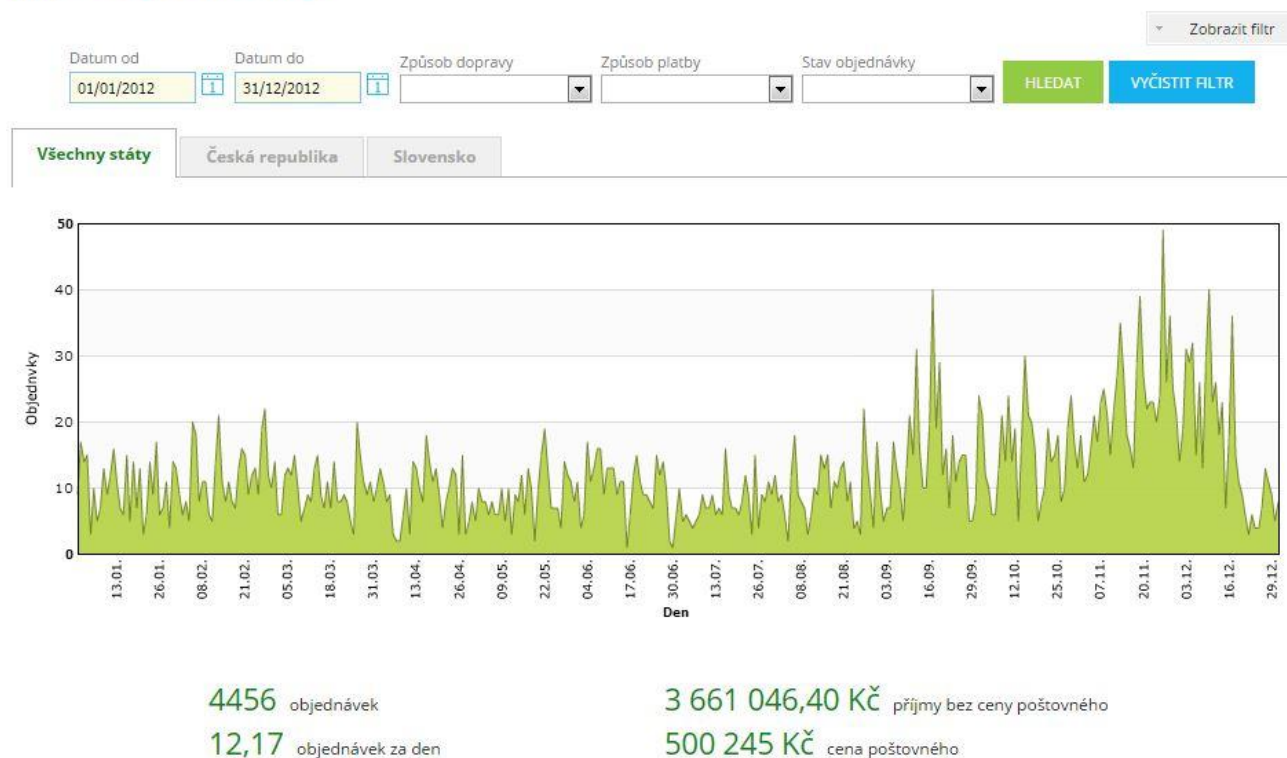 Zobrazit filtr
Datum od
Datum do
Způsob dopravy
Způsob platby
Stav objednávky
01/01/2012
31/12/2012
HLEDAT
VYČISTIT FILTR
Všechny státy
Česká republika
Slovensko
50
40
30
20
10
0
Objednvky
13.01.
26.01.
08.02.
21.02.
05.03.
18.03.
31.03.
13.04.
26.04.
09.05.
22.05.
04.06.
17.06.
30.06.
13.07.
26.07.
08.08.
21.08.
03.09.
16.09.
29.09.
12.10.
25.10.
07.11.
20.11.
03.12.
16.12.
29.12.
Den
4456 objednávek
3 661 046,40 Kč příjmy bez ceny poštovného
12,17 objednávek za den
500 245 Kč cena poštovného